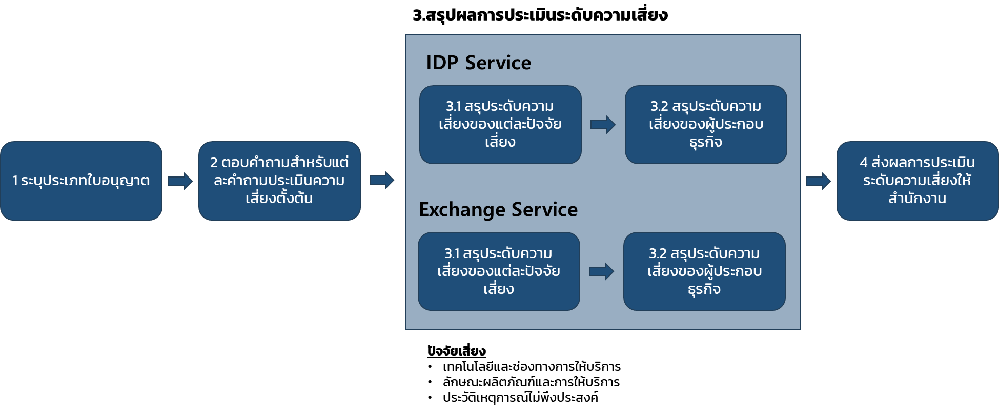 3.สรุปผลการประเมินระดับความเสี่ยง
1 ระบุประเภทใบอนุญาต
2 ตอบคำถามสำหรับแต่
ละคำถามประเมินความ
เสี่ยงตั้งต้น
IDP Service
3.1 สรุประดับความ
เสี่ยงของแต่ละปัจจัย
เสี่ยง
3.2 สรุประดับความ
เสี่ยงของผู้ประกอบ
ธุรกิจ
Exchange Service
3.1 สรุประดับความ
เสี่ยงของแต่ละปัจจัย
เสี่ยง
3.2 สรุประดับความ
เสี่ยงของผู้ประกอบ
ธุรกิจ
4 ส่งผลการประเมิน
ระดับความเสี่ยงให้
สำนักงาน
ปัจจัยเสี่ยง
• เทคโนโลยีและช่องทางการให้บริการ
• ลักษณะผลิตภัณฑ์และการให้บริการ
• ประวัติเหตุการณ์ไม่พึงประสงค์